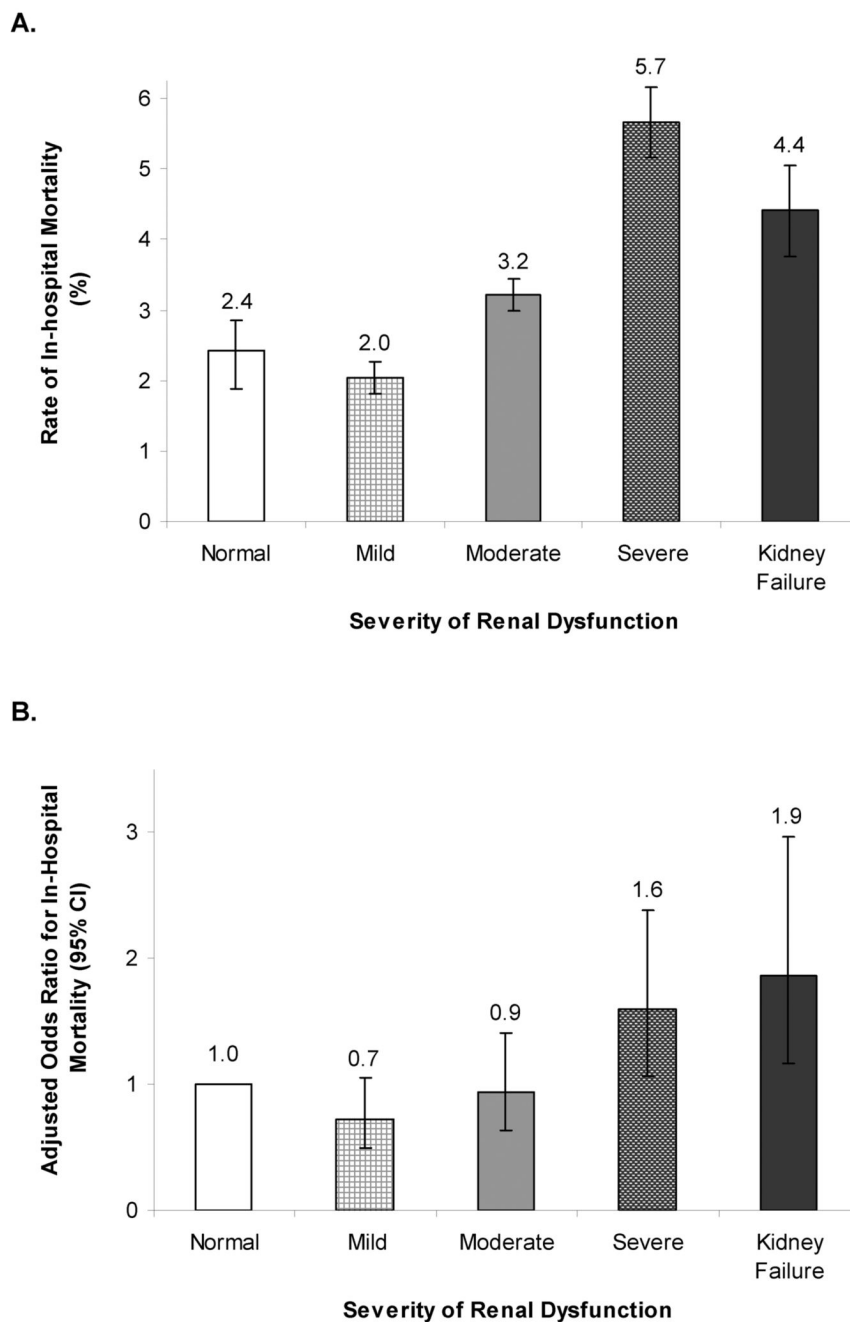 A.
Rate of In-hospital Mortality
(%)
6
5
4
3
2
1
0
2.4
2.0
3.2
5.7
4.4
Normal
Mild
Moderate
Severe
Kidney
Failure
Severity of Renal Dysfunction
B.
Adjusted Odds Ratio for In-Hospital
Mortality (95% CI)
3
2
1
0
1.0
0.7
0.9
1.6
1.9
Normal
Mild
Moderate
Severe
Kidney
Failure
Severity of Renal Dysfunction